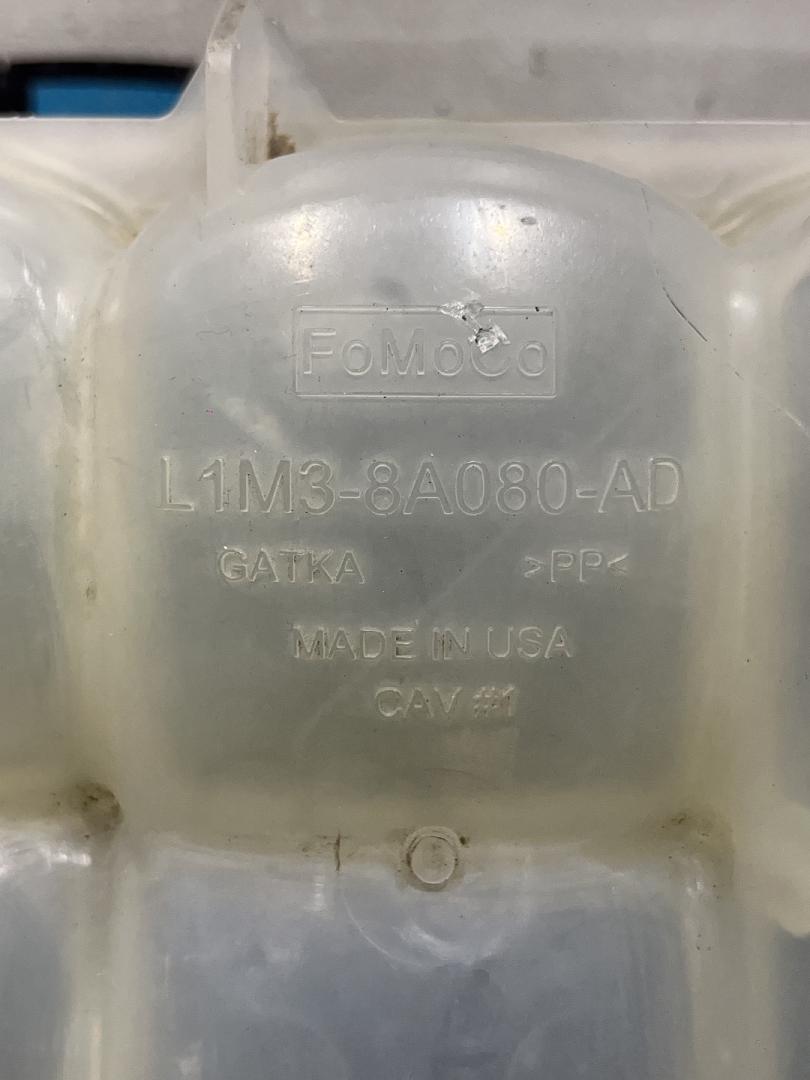 FoMoCo
L1M3-8A080-AD
GATKA >PP<
MADE IN USA
CAV #1